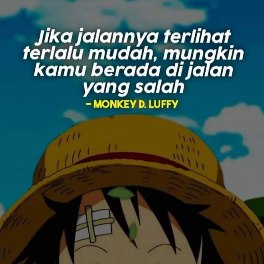 Jika jalannya terlihat
terlalu mudah, mungkin
kamu berada di jalan
yang salah
- MONKEY D. LUFFY